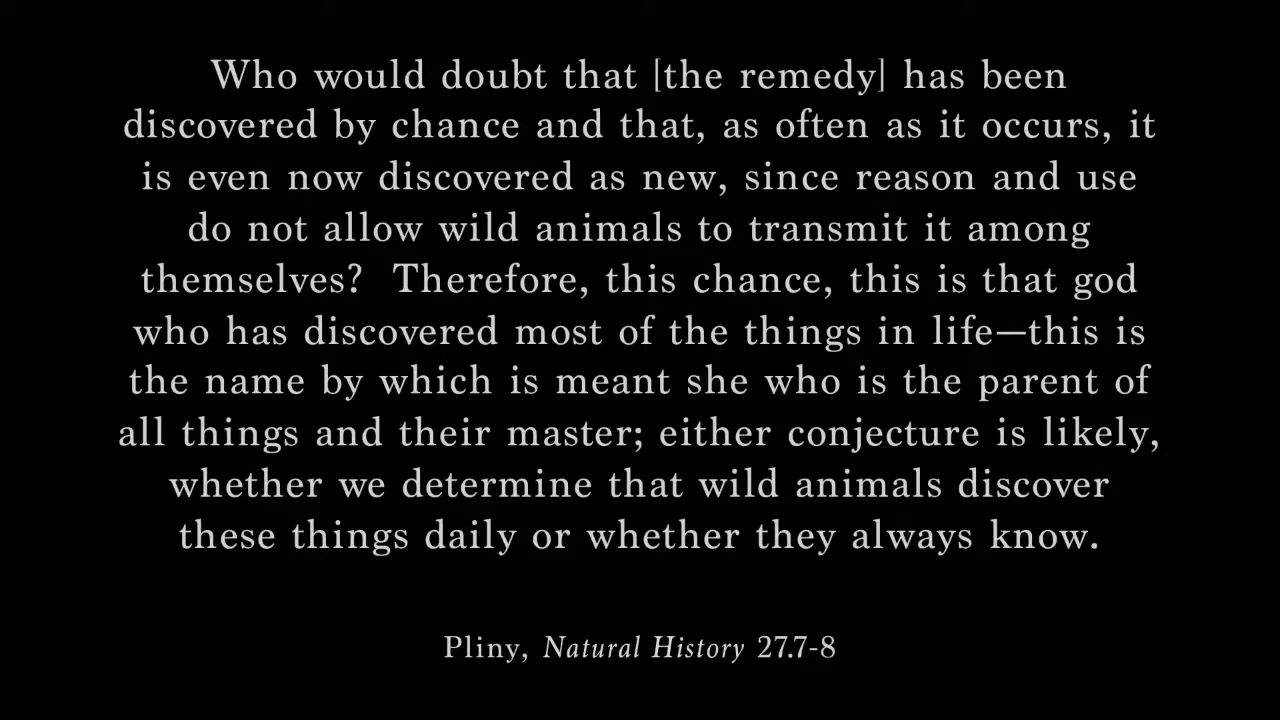 Who would doubt that [the remedy] has been
discovered by chance and that, as often as it occurs, it
is even now discovered as new, since reason and use
do not allow wild animals to transmit it among
themselves?  Therefore, this chance, this is that god
who has discovered most of the things in life—this is
the name by which is meant she who is the parent of
all things and their master; either conjecture is likely,
whether we determine that wild animals discover
these things daily or whether they always know.
Pliny, Natural History 27.7-8